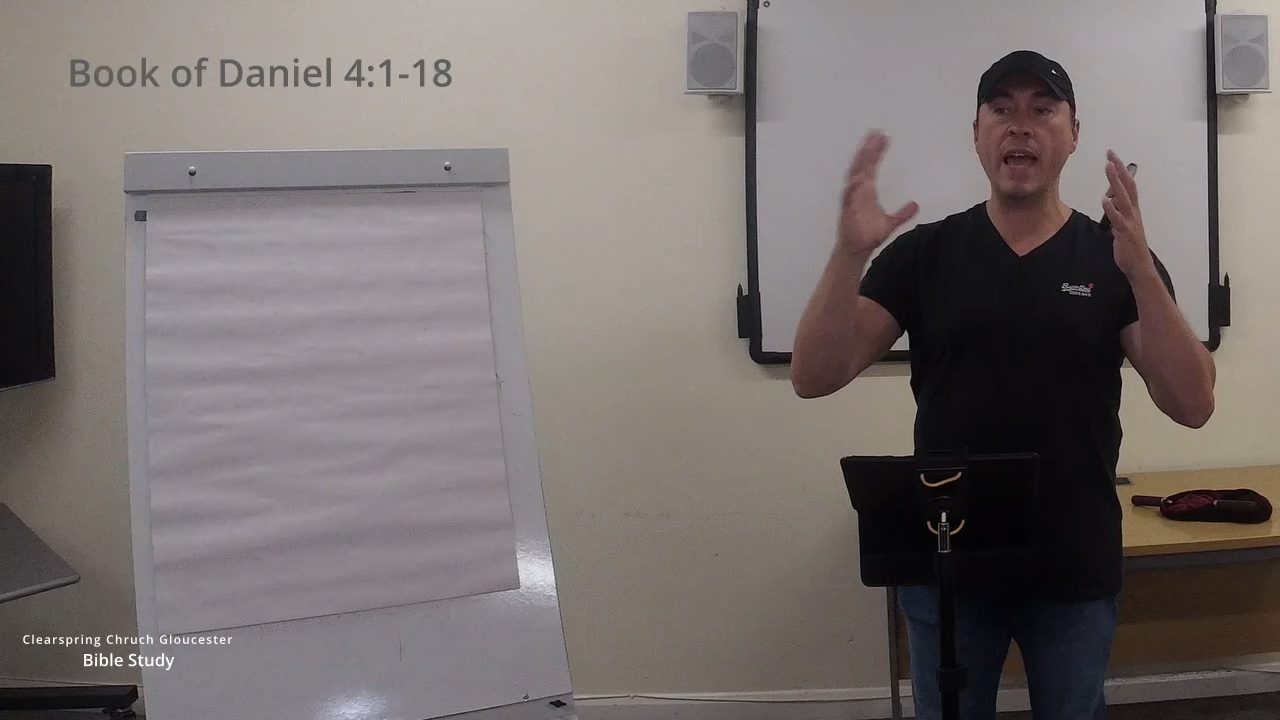 Book of Daniel 4:1-18
Clearspring Chruch Gloucester
Bible Study